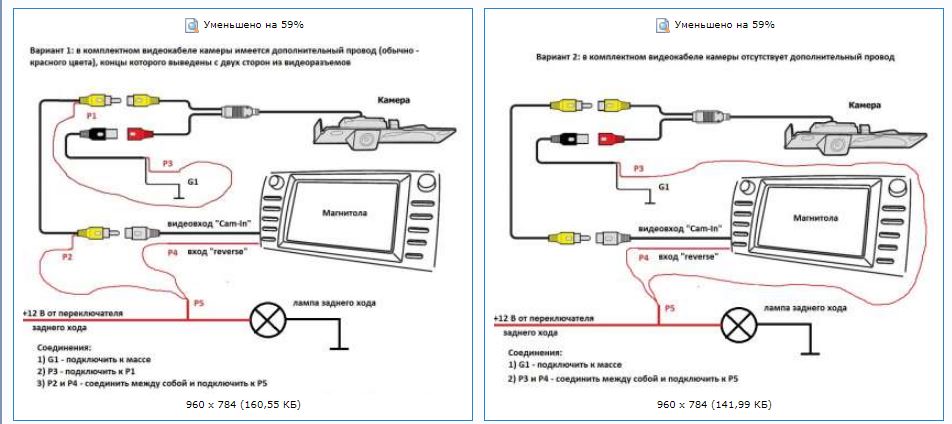 Уменьшено на 59%
Вариант 1: в комплектном видеокабеле камеры имеется дополнительный провод (обычно -
красного цвета), концы которого выведены с двух сторон из видеоразъемов
Камера
P1
P3
G1
Магнитола
видеовход "Cam-In"
P2
P4
вход "reverse"
P5
лампа заднего хода
+12 В от переключателя
заднего хода
Соединения:
1) G1 - подключить к массе
2) P3 - подключить к P1
3) P2 и P4 - соединить между собой и подключить к P5
960 x 784 (160,55 КБ)
Уменьшено на 59%
Вариант 2: в комплектном видеокабеле камеры отсутствует дополнительный провод
Камера
P3
G1
Магнитола
видеовход "Cam-In"
P4
вход "reverse"
P5
лампа заднего хода
+12 В от переключателя
заднего хода
Соединения:
1) G1 - подключить к массе
2) P3 и P4 - соединить между собой и подключить к P5
960 x 784 (141,99 КБ)